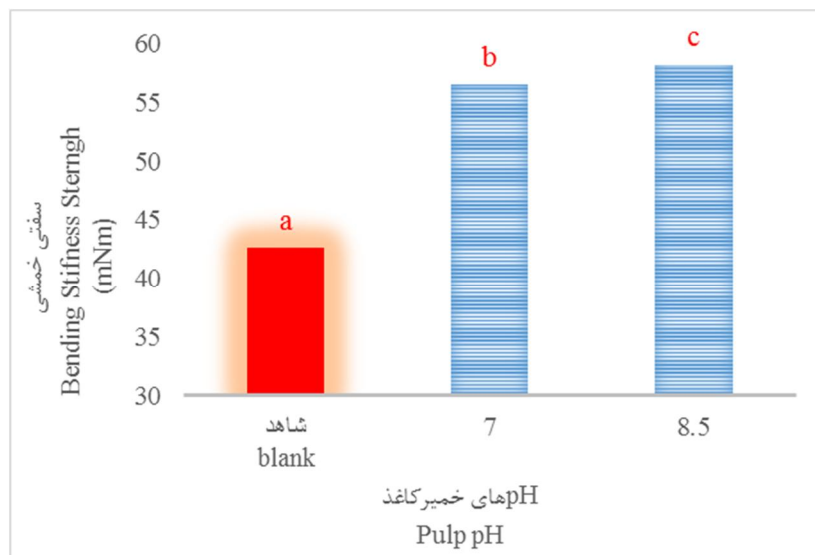 60
55
50
45
40
35
30
سفتی خمشی
Bending Stifness Sterngh
(mNm)
a
b
c
شاهد
blank
7
8.5
pHهای خمیرکاغذ
Pulp pH